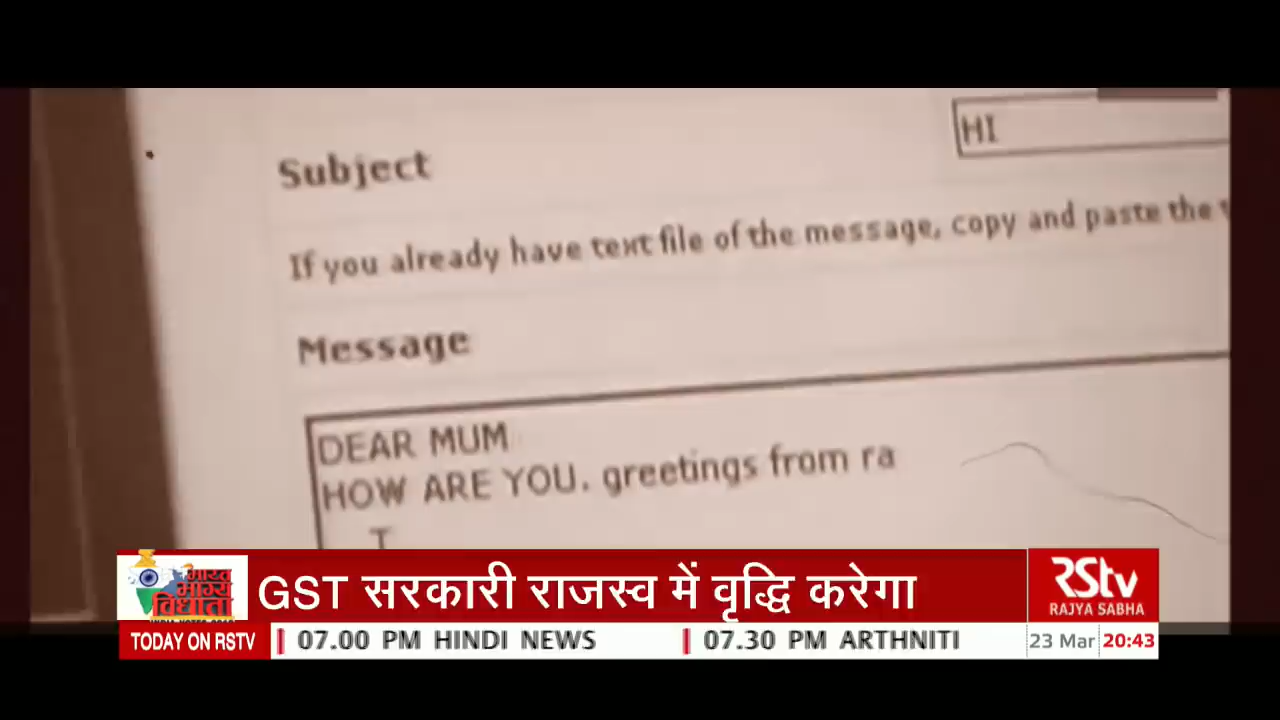 HI
Subject
If you already have text file of the message, copy and paste the
Message
DEAR MUM
HOW ARE YOU. greetings from ra
भारत
भाग्य
विधाता
GST सरकारी राजस्व में वृद्धि करेगा
RStv
RAJYA SABHA
TODAY ON RSTV
07.00 PM HINDI NEWS
07.30 PM ARTHNITI
23 Mar
20:43